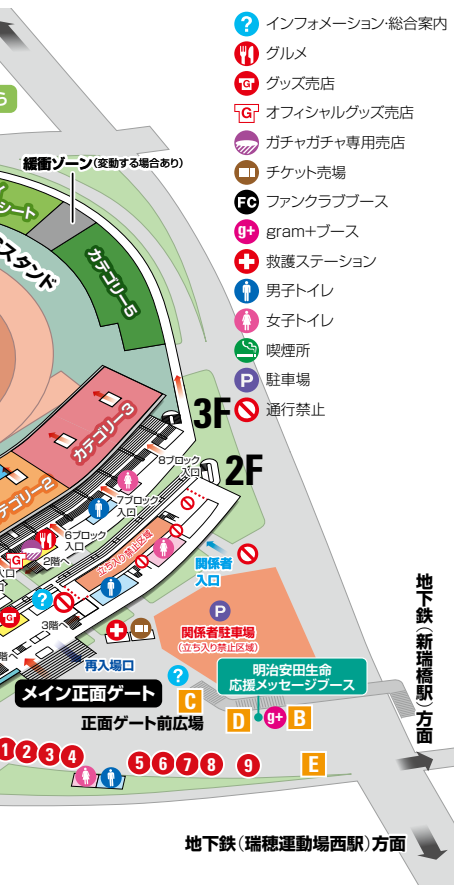 ? インフォメーション・総合案内
グルメ
G グッズ売店
G オフィシャルグッズ売店
ガチャガチャ専用売店
チケット売場
FC ファンクラブブース
g+ gram+ブース
救護ステーション
男子トイレ
女子トイレ
喫煙所
P 駐車場
通行禁止
ら
緩衝ゾーン(変動する場合あり)
シート
スタンド
カテゴリー5
カテゴリー3
カテゴリー2
3F
2F
8ブロック
入口
7ブロック
入口
6ブロック
入口
2階へ
入口
G
G
?
3階へ
階へ
立ち入り禁止区域
関係者
入口
P
関係者駐車場
(立ち入り禁止区域)
再入場口
メイン正面ゲート
正面ゲート前広場
?
C
明治安田生命
応援メッセージブース
D
g+
B
1 2 3 4
5 6 7 8 9
E
地下鉄(新瑞橋駅)方面
地下鉄(瑞穂運動場西駅)方面